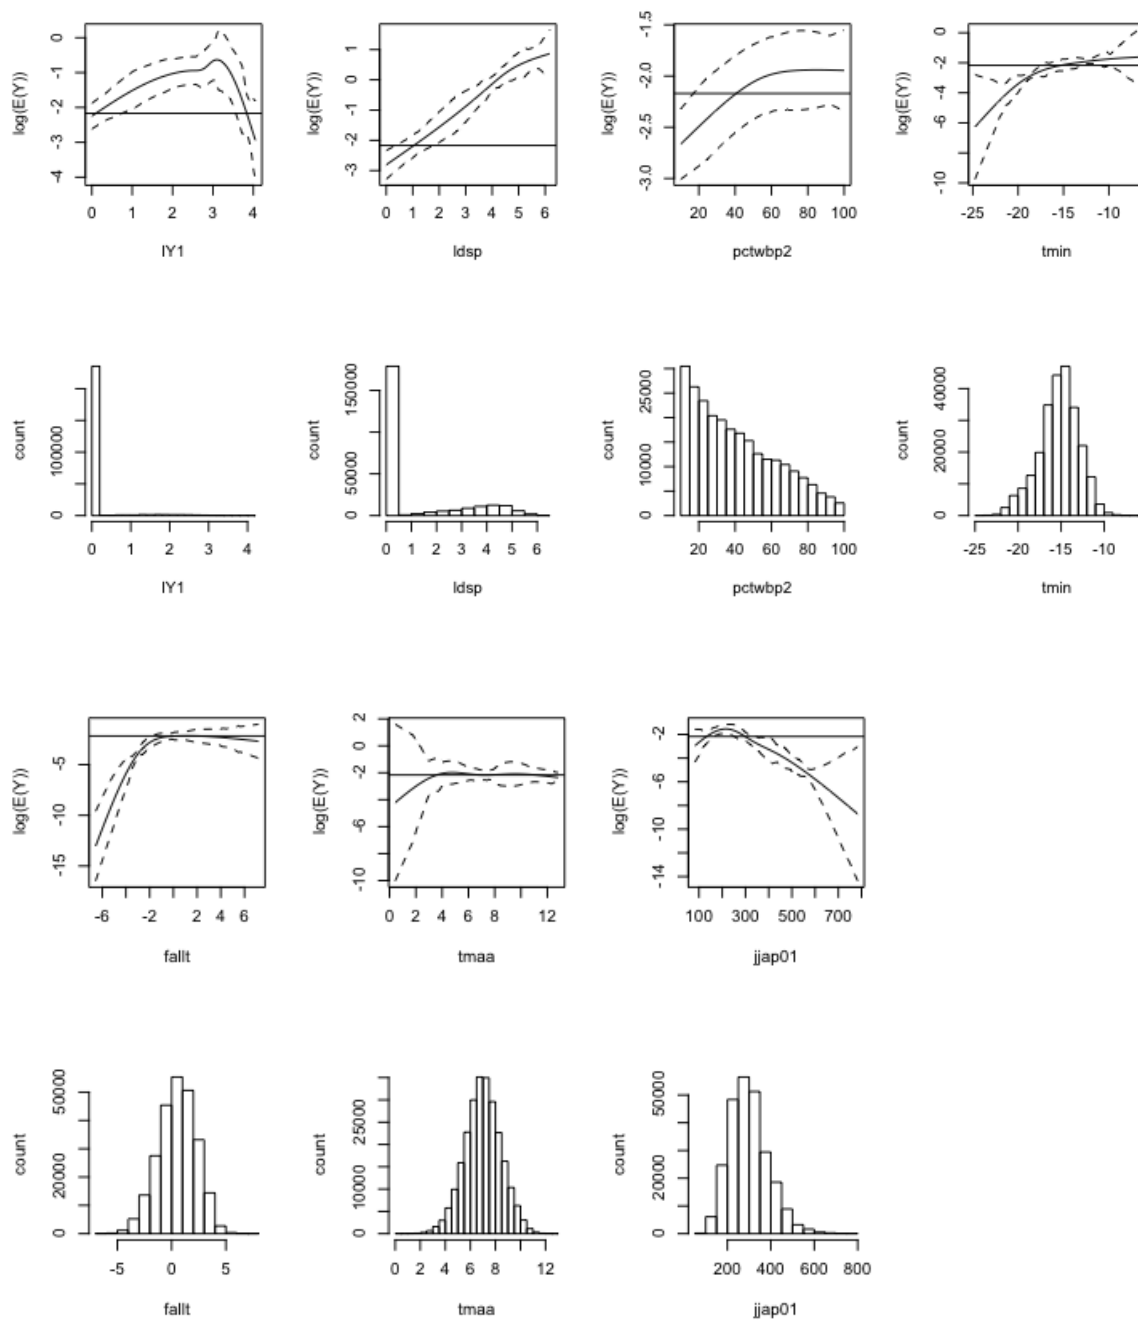 log(E(Y))
0
-1
-2
-3
-4
0 1 2 3 4
lY1
log(E(Y))
1
0
-1
-2
-3
0 1 2 3 4 5 6
ldsp
log(E(Y))
-1.5
-2.0
-2.5
-3.0
20 40 60 80 100
pctwbp2
log(E(Y))
0
-2
-4
-6
-10
-25 -20 -15 -10
tmin
count
100000
0
0 1 2 3 4
lY1
count
150000
50000
0
0 1 2 3 4 5 6
ldsp
count
25000
10000
0
20 40 60 80 100
pctwbp2
count
40000
20000
0
-25 -20 -15 -10
tmin
log(E(Y))
-5
-10
-15
-6 -2 2 4 6
fallt
log(E(Y))
2
0
-2
-4
-6
-10
0 2 4 6 8 12
tmaa
log(E(Y))
-2
-6
-10
-14
100 300 500 700
jjap01
count
50000
20000
0
-5 0 5
fallt
count
25000
10000
0
0 2 4 6 8 12
tmaa
count
50000
20000
0
200 400 600 800
jjap01